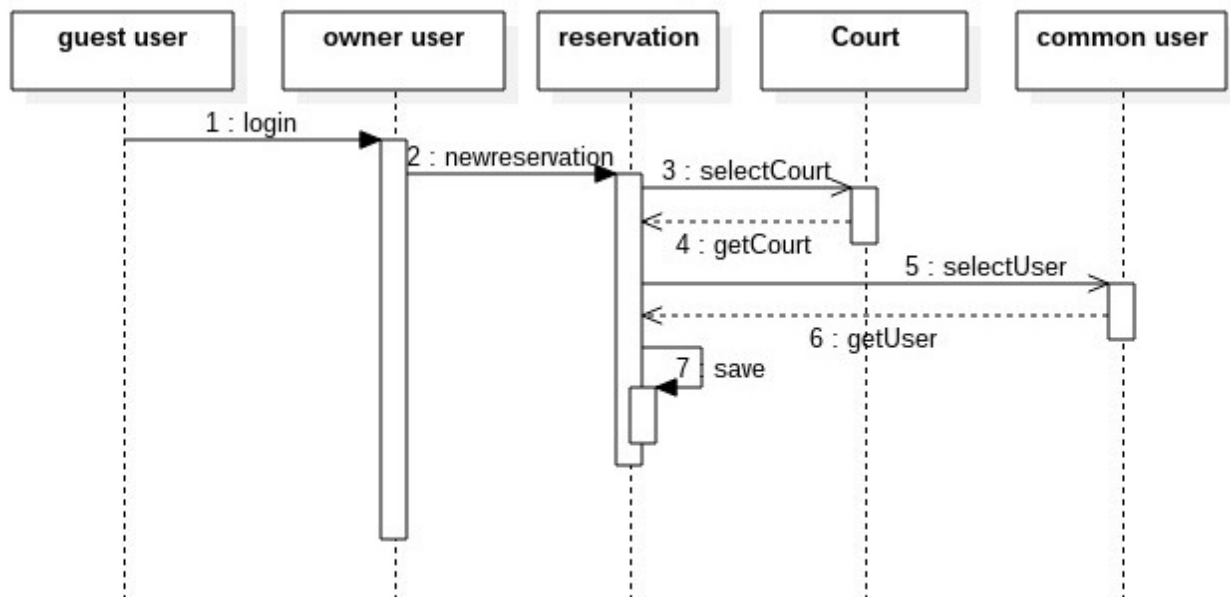 guest user
owner user
reservation
Court
common user
1 : login
2 : newreservation
3 : selectCourt
4 : getCourt
5 : selectUser
6 : getUser
7 : save